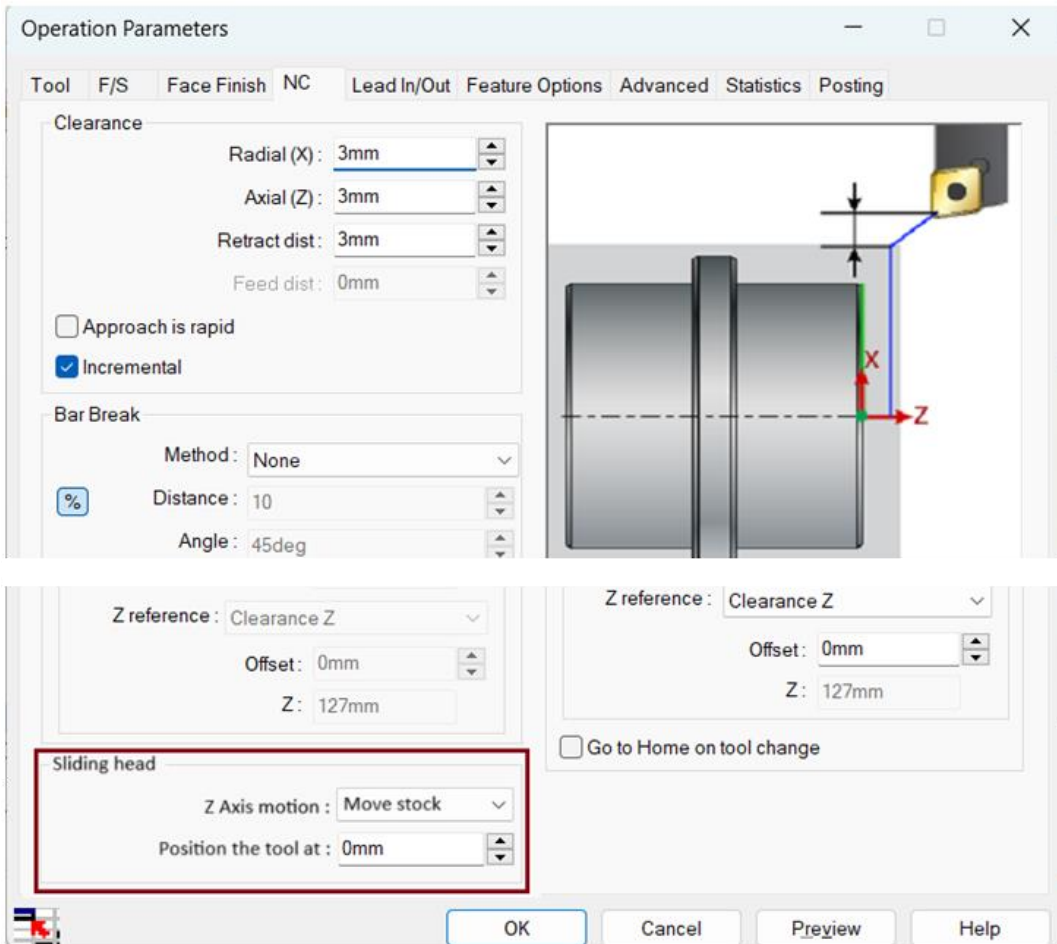 Operation Parameters
Tool F/S Face Finish NC Lead In/Out Feature Options Advanced Statistics Posting
Clearance
Radial (X) : 3mm
Axial (Z) : 3mm
Retract dist : 3mm
Feed dist : 0mm
Approach is rapid
Incremental
X
Z
Bar Break
Method : None
% Distance : 10
Angle : 45deg
Z reference : Clearance Z
Offset : 0mm
Z : 127mm
Z reference : Clearance Z
Offset : 0mm
Z : 127mm
Go to Home on tool change
Sliding head
Z Axis motion : Move stock
Position the tool at : 0mm
OK Cancel Preview Help